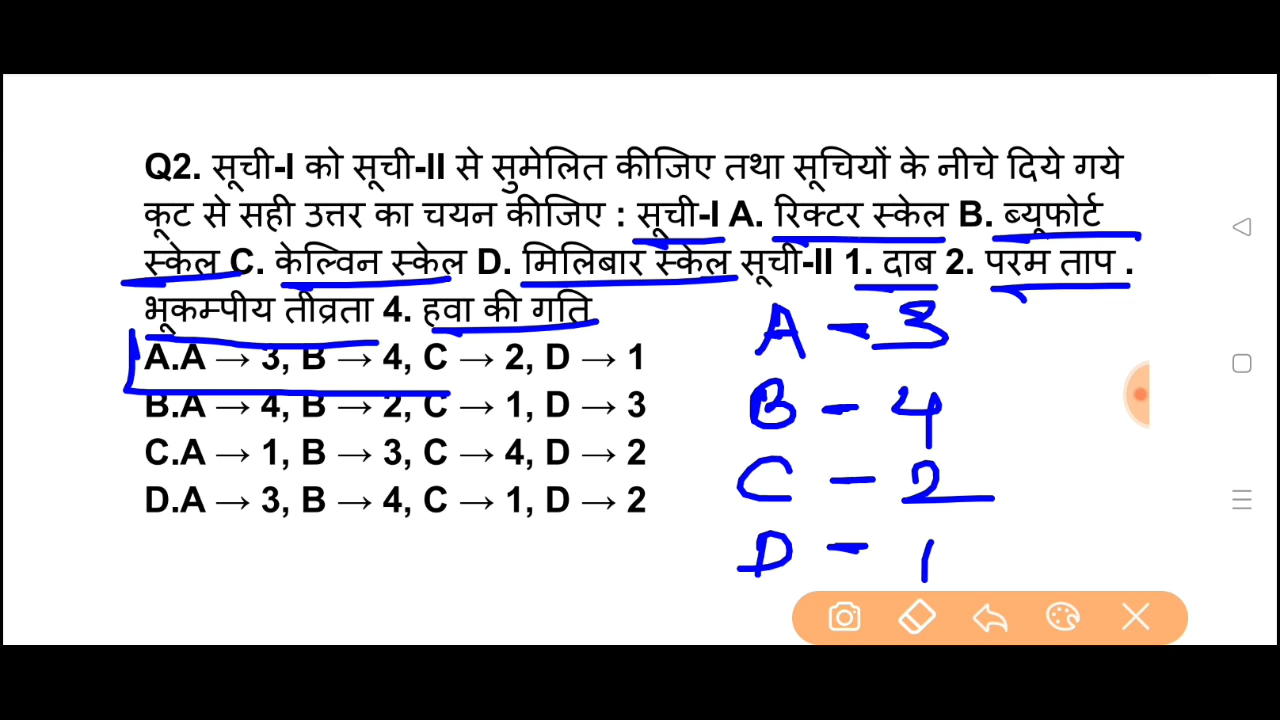 Q2. सूची-I को सूची-II से सुमेलित कीजिए तथा सूचियों के नीचे दिये गये
कूट से सही उत्तर का चयन कीजिए : सूची-I A. रिक्टर स्केल B. ब्यूफोर्ट
स्केल C. केल्विन स्केल D. मिलिबार स्केल सूची-II 1. दाब 2. परम ताप .
भूकम्पीय तीव्रता 4. हवा की गति
A.A → 3, B → 4, C → 2, D → 1
B.A → 4, B → 2, C → 1, D → 3
C.A → 1, B → 3, C → 4, D → 2
D.A → 3, B → 4, C → 1, D → 2
A - 3
B - 4
C - 2
D - 1